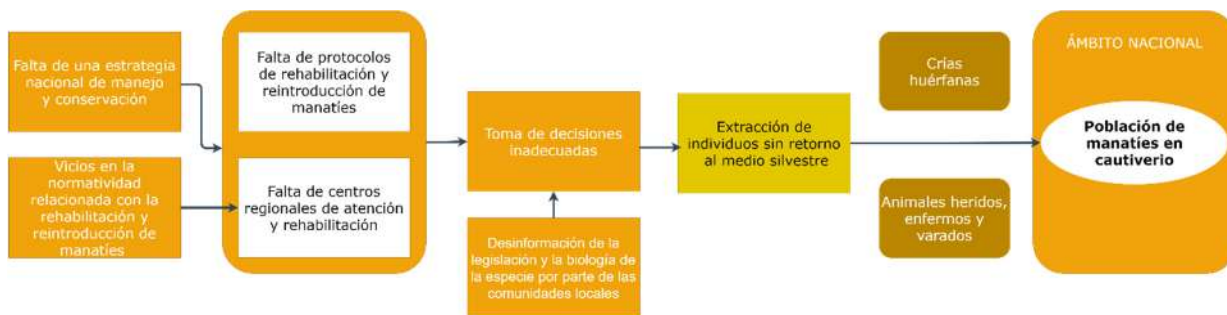 Falta de una estrategia
nacional de manejo
y conservación
Vicios en la
normatividad
relacionada con la
rehabilitación y
reintroducción de
manatíes
Falta de protocolos
de rehabilitación y
reintroducción de
manatíes
Falta de centros
regionales de atención
y rehabilitación
Toma de decisiones
inadecuadas
Desinformación de la
legislación y la biología de
la especie por parte de las
comunidades locales
Extracción de
individuos sin retorno
al medio silvestre
Crías
huérfanas
Animales heridos,
enfermos y
varados
ÁMBITO NACIONAL
Población de
manatíes en
cautiverio